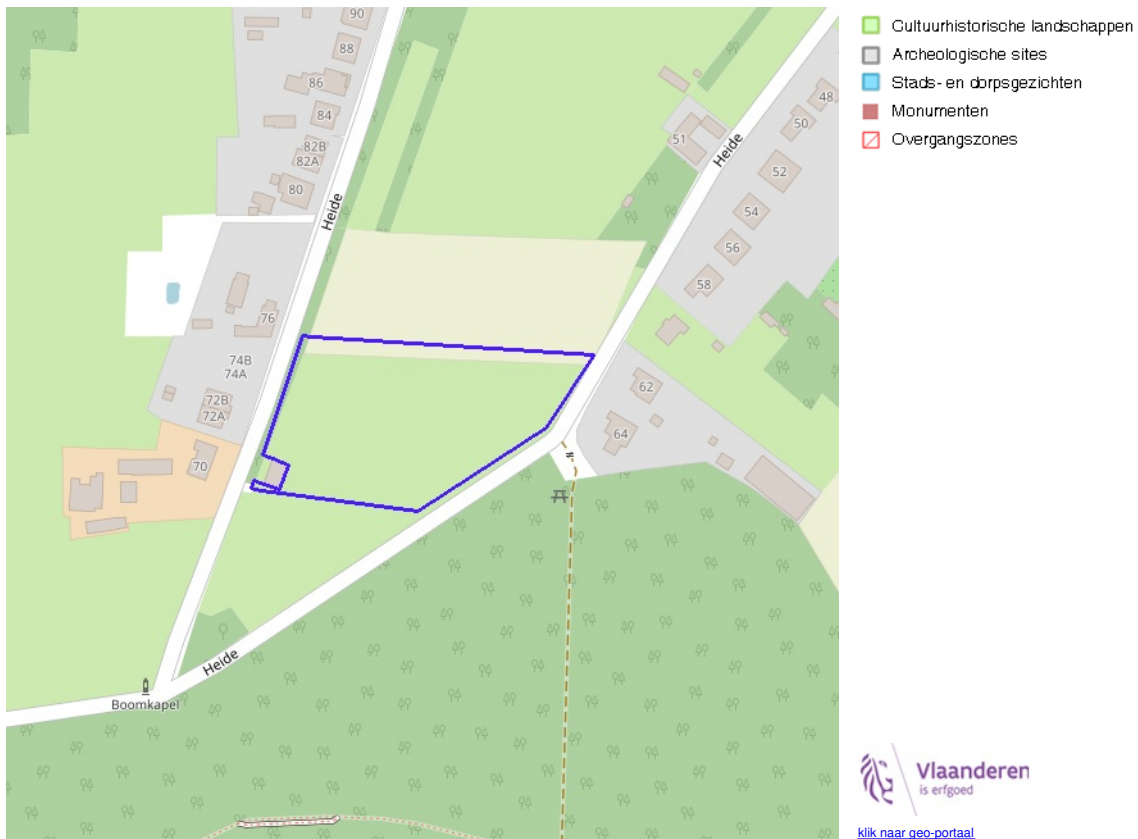 90
88
86
84
82B
82A
80
Heide
76
74B
74A
72B
72A
70
51
Heide
48
50
52
54
56
58
62
64
Heide
Boomkapel
Cultuurhistorische landschappen
Archeologische sites
Stads- en dorpsgezichten
Monumenten
Overgangszones
Vlaanderen
is erfgoed
klik naar geo-portaal